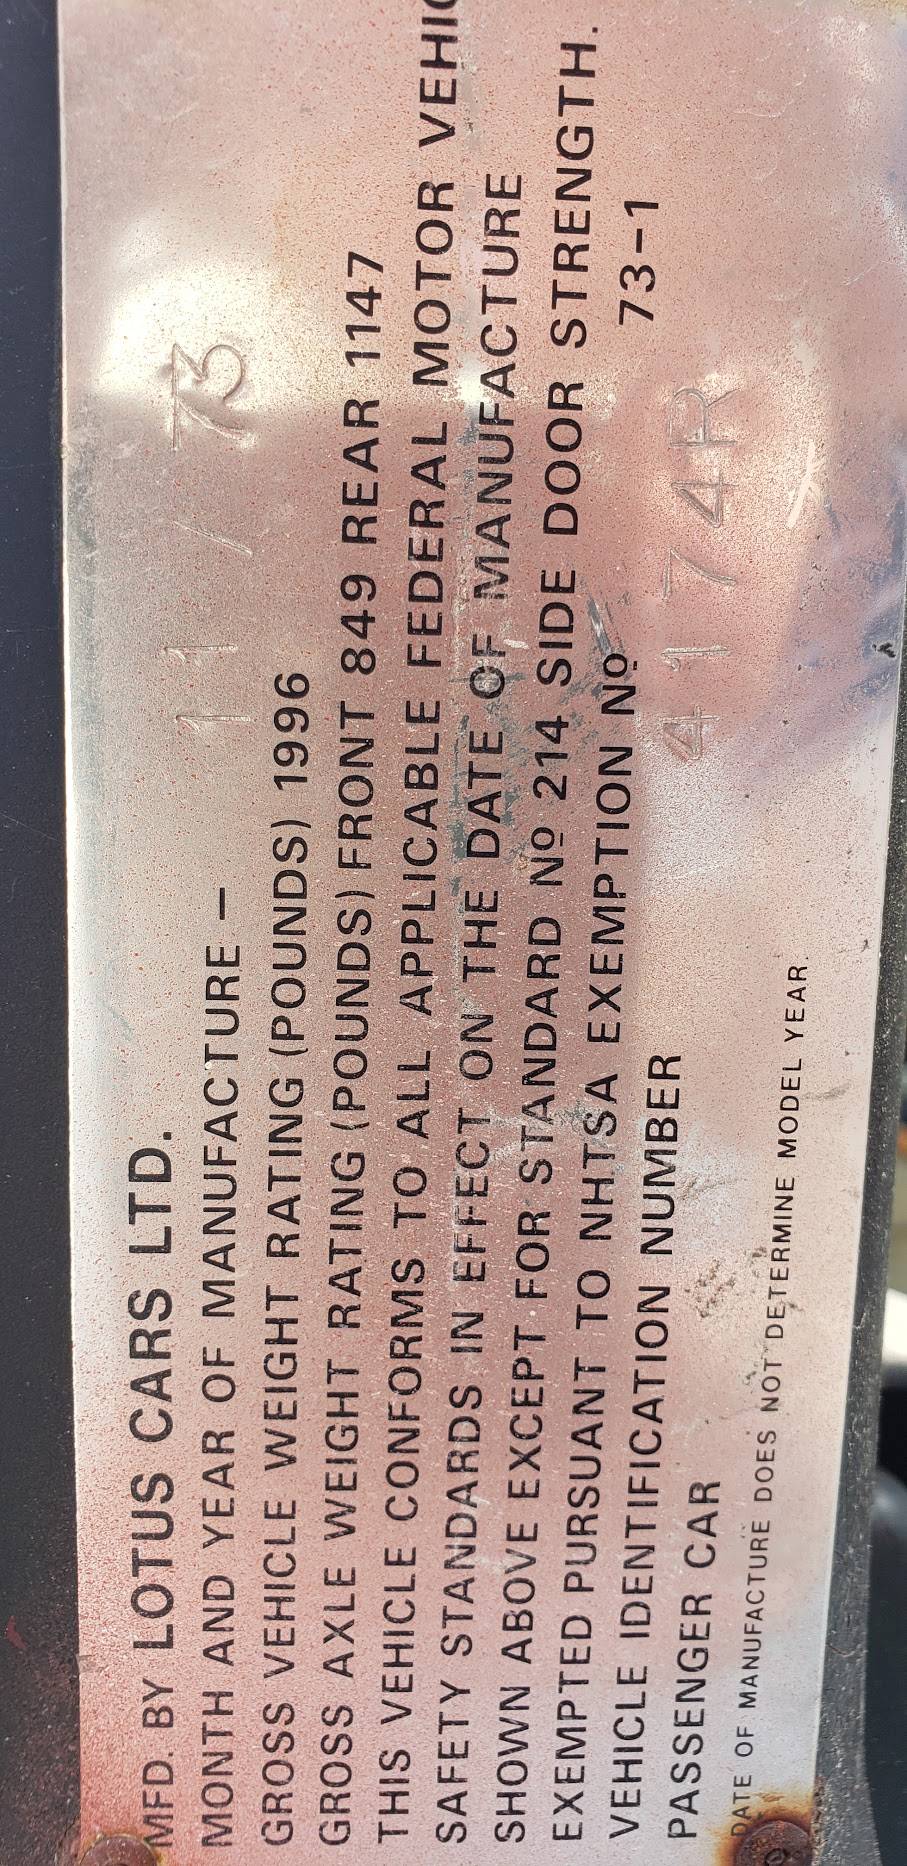 MFD. BY LOTUS CARS LTD.
MONTH AND YEAR OF MANUFACTURE – 11 / 73
GROSS VEHICLE WEIGHT RATING (POUNDS) 1996
GROSS AXLE WEIGHT RATING (POUNDS) FRONT 849 REAR 1147
THIS VEHICLE CONFORMS TO ALL APPLICABLE FEDERAL MOTOR VEHIC
SAFETY STANDARDS IN EFFECT ON THE DATE OF MANUFACTURE
SHOWN ABOVE EXCEPT FOR STANDARD Nº 214 SIDE DOOR STRENGTH.
EXEMPTED PURSUANT TO NHTSA EXEMPTION Nº 73-1
VEHICLE IDENTIFICATION NUMBER 4174R
PASSENGER CAR
DATE OF MANUFACTURE DOES NOT DETERMINE MODEL YEAR.